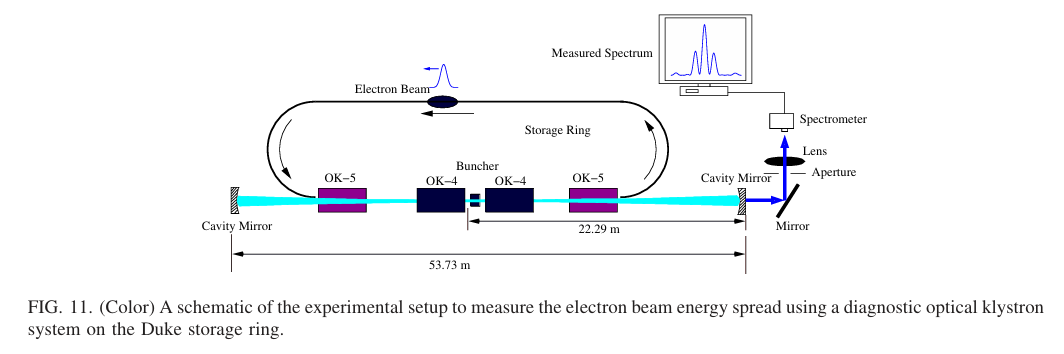 Measured Spectrum
Electron Beam
Spectrometer
Storage Ring
Lens
Buncher
Aperture
OK−5
OK−4
OK−4
OK−5
Cavity Mirror
Cavity Mirror
Mirror
22.29 m
53.73 m
FIG. 11. (Color) A schematic of the experimental setup to measure the electron beam energy spread using a diagnostic optical klystron
system on the Duke storage ring.